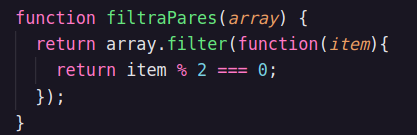 function filtraPares(array) {
  return array.filter(function(item){
    return item % 2 === 0;
  });
}